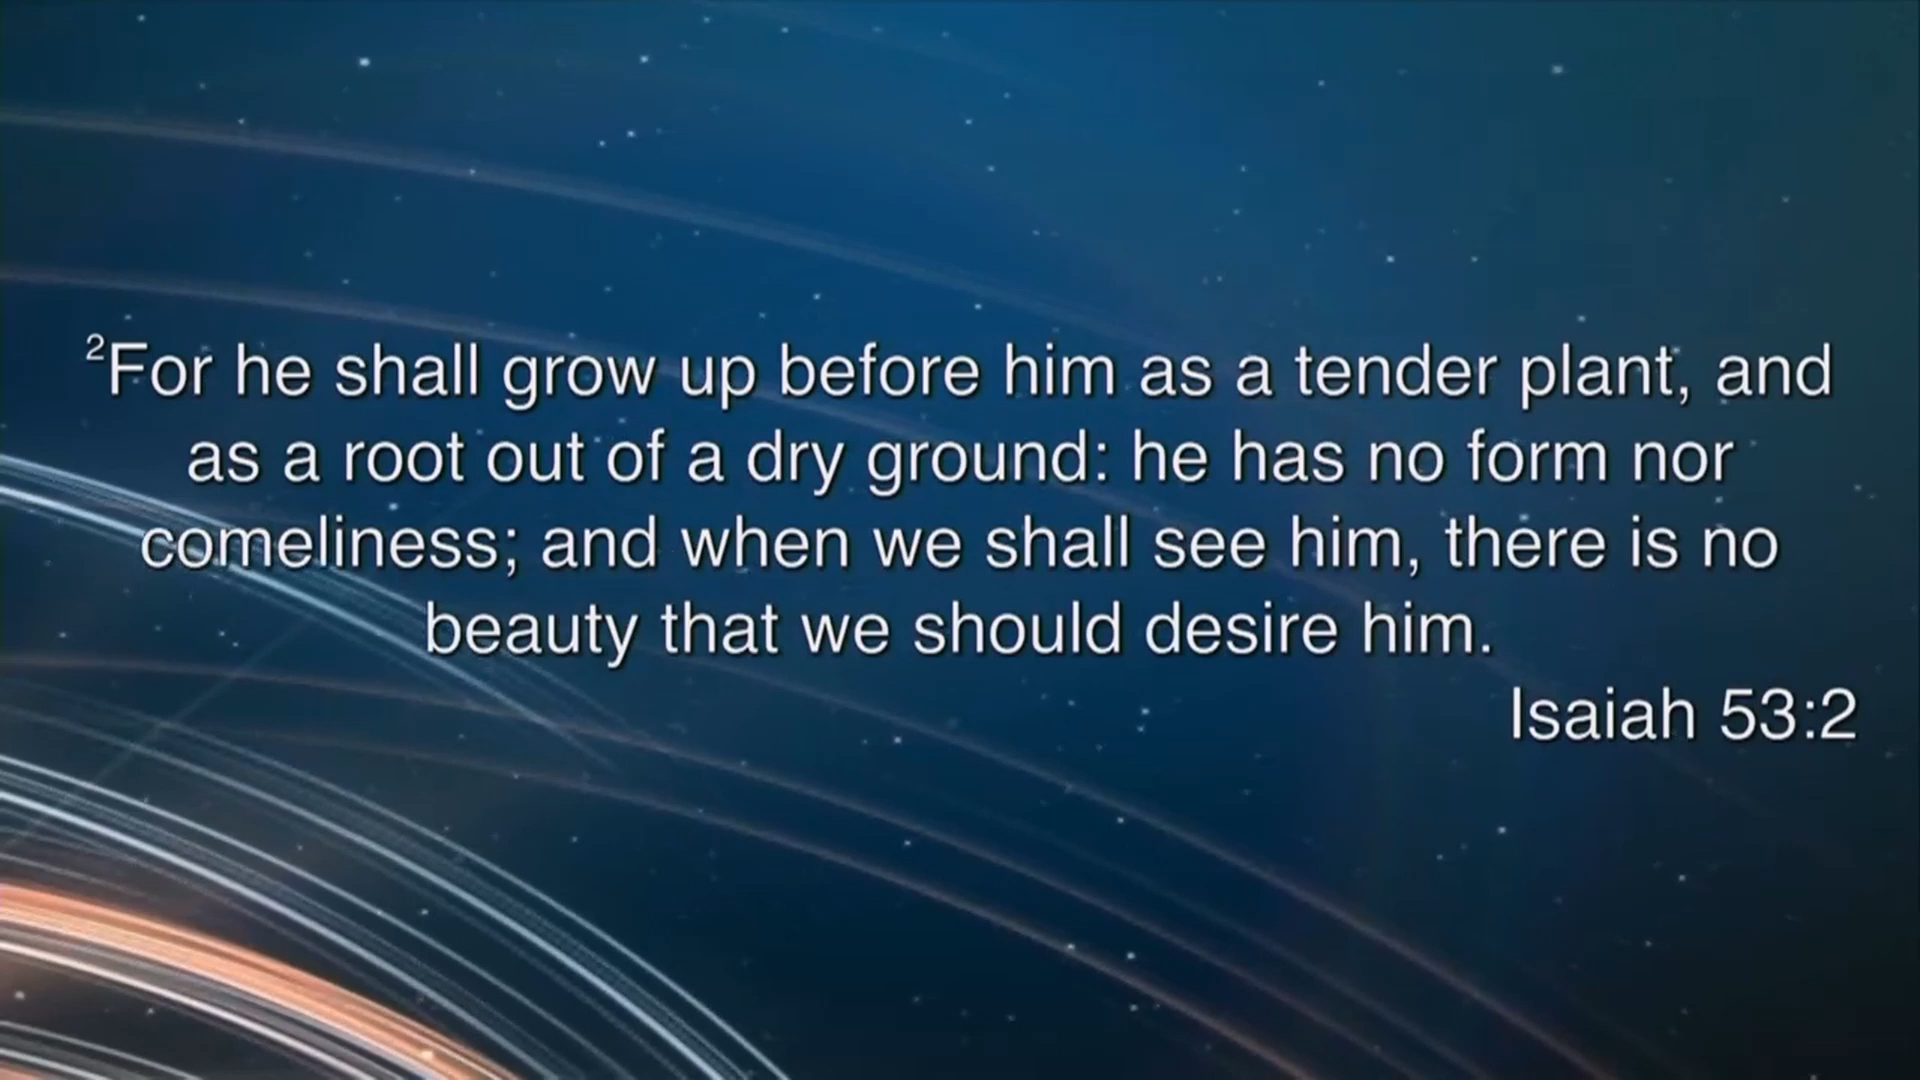 ²For he shall grow up before him as a tender plant, and
as a root out of a dry ground: he has no form nor
comeliness; and when we shall see him, there is no
beauty that we should desire him.
Isaiah 53:2